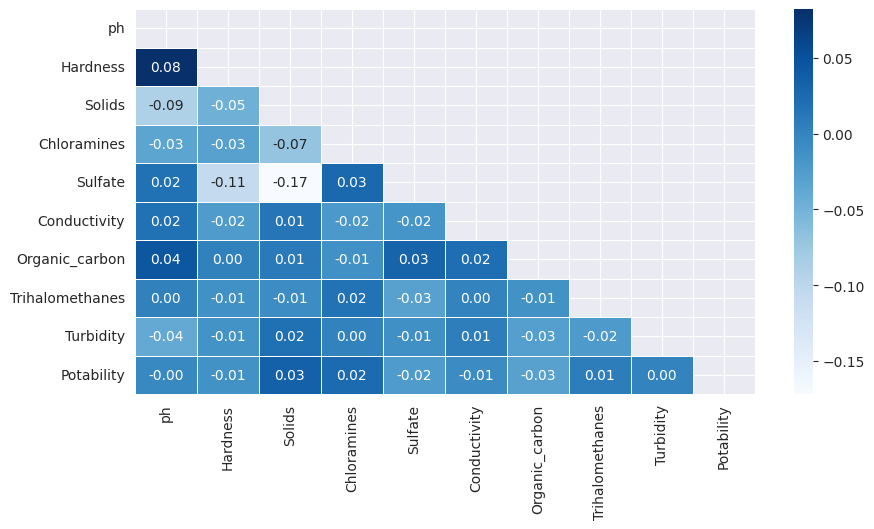 ph
Hardness 0.08
Solids -0.09 -0.05
Chloramines -0.03 -0.03 -0.07
Sulfate 0.02 -0.11 -0.17 0.03
Conductivity 0.02 -0.02 0.01 -0.02 -0.02
Organic_carbon 0.04 0.00 0.01 -0.01 0.03 0.02
Trihalomethanes 0.00 -0.01 -0.01 0.02 -0.03 0.00 -0.01
Turbidity -0.04 -0.01 0.02 0.00 -0.01 0.01 -0.03 -0.02
Potability -0.00 -0.01 0.03 0.02 -0.02 -0.01 -0.03 0.01 0.00
ph
Hardness
Solids
Chloramines
Sulfate
Conductivity
Organic_carbon
Trihalomethanes
Turbidity
Potability
0.05
0.00
−0.05
−0.10
−0.15